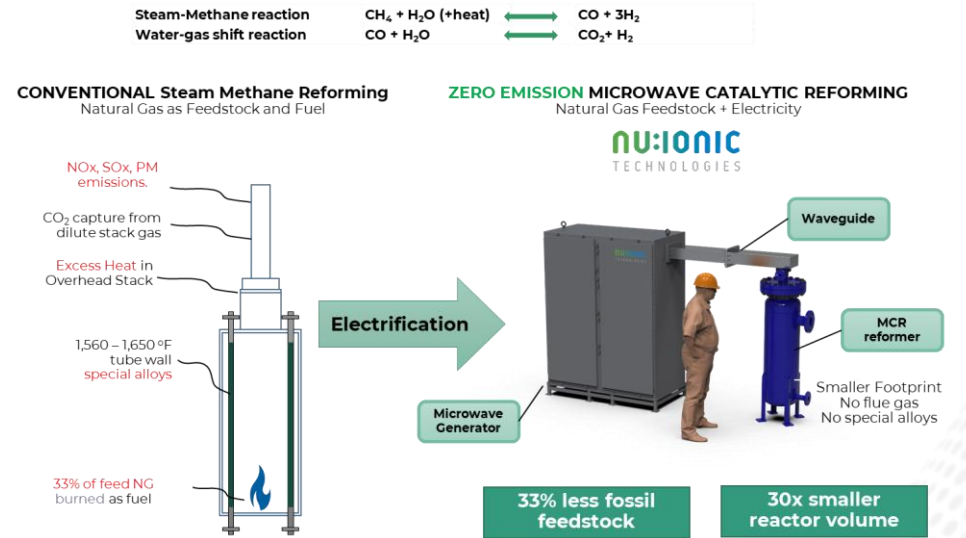 Steam-Methane reaction CH₄ + H₂O (+heat) CO + 3H₂
Water-gas shift reaction CO + H₂O CO₂+ H₂
CONVENTIONAL Steam Methane Reforming
Natural Gas as Feedstock and Fuel
NOx, SOx, PM
emissions.
CO₂ capture from
dilute stack gas
Excess Heat in
Overhead Stack
1,560 – 1,650 ºF
tube wall
special alloys
33% of feed NG
burned as fuel
Electrification
ZERO EMISSION MICROWAVE CATALYTIC REFORMING
Natural Gas Feedstock + Electricity
nu:ionic
TECHNOLOGIES
Waveguide
nu:ionic
TECHNOLOGIES
MCR
reformer
Smaller Footprint
No flue gas
No special alloys
Microwave
Generator
33% less fossil
feedstock
30x smaller
reactor volume